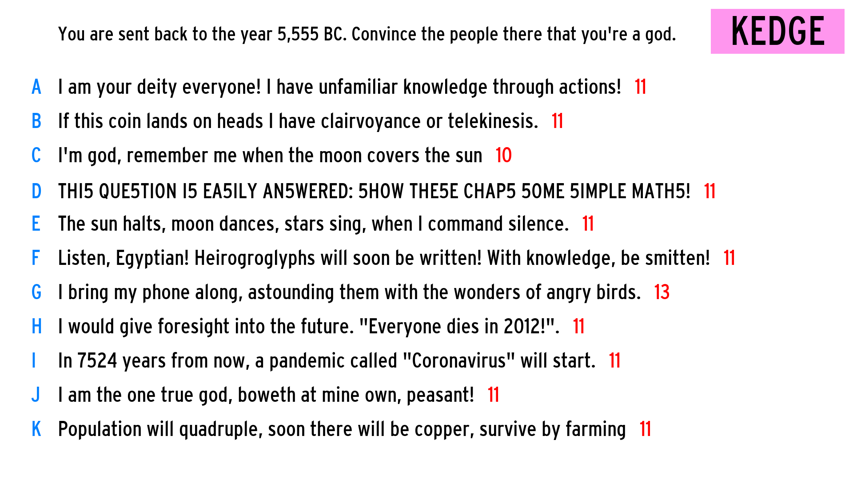 You are sent back to the year 5,555 BC. Convince the people there that you're a god.
KEDGE
A I am your deity everyone! I have unfamiliar knowledge through actions! 11
B If this coin lands on heads I have clairvoyance or telekinesis. 11
C I'm god, remember me when the moon covers the sun 10
D THI5 QUE5TION I5 EA5ILY AN5WERED: 5HOW THE5E CHAP5 5OME 5IMPLE MATH5! 11
E The sun halts, moon dances, stars sing, when I command silence. 11
F Listen, Egyptian! Heirogroglyphs will soon be written! With knowledge, be smitten! 11
G I bring my phone along, astounding them with the wonders of angry birds. 13
H I would give foresight into the future. "Everyone dies in 2012!". 11
I In 7524 years from now, a pandemic called "Coronavirus" will start. 11
J I am the one true god, boweth at mine own, peasant! 11
K Population will quadruple, soon there will be copper, survive by farming 11